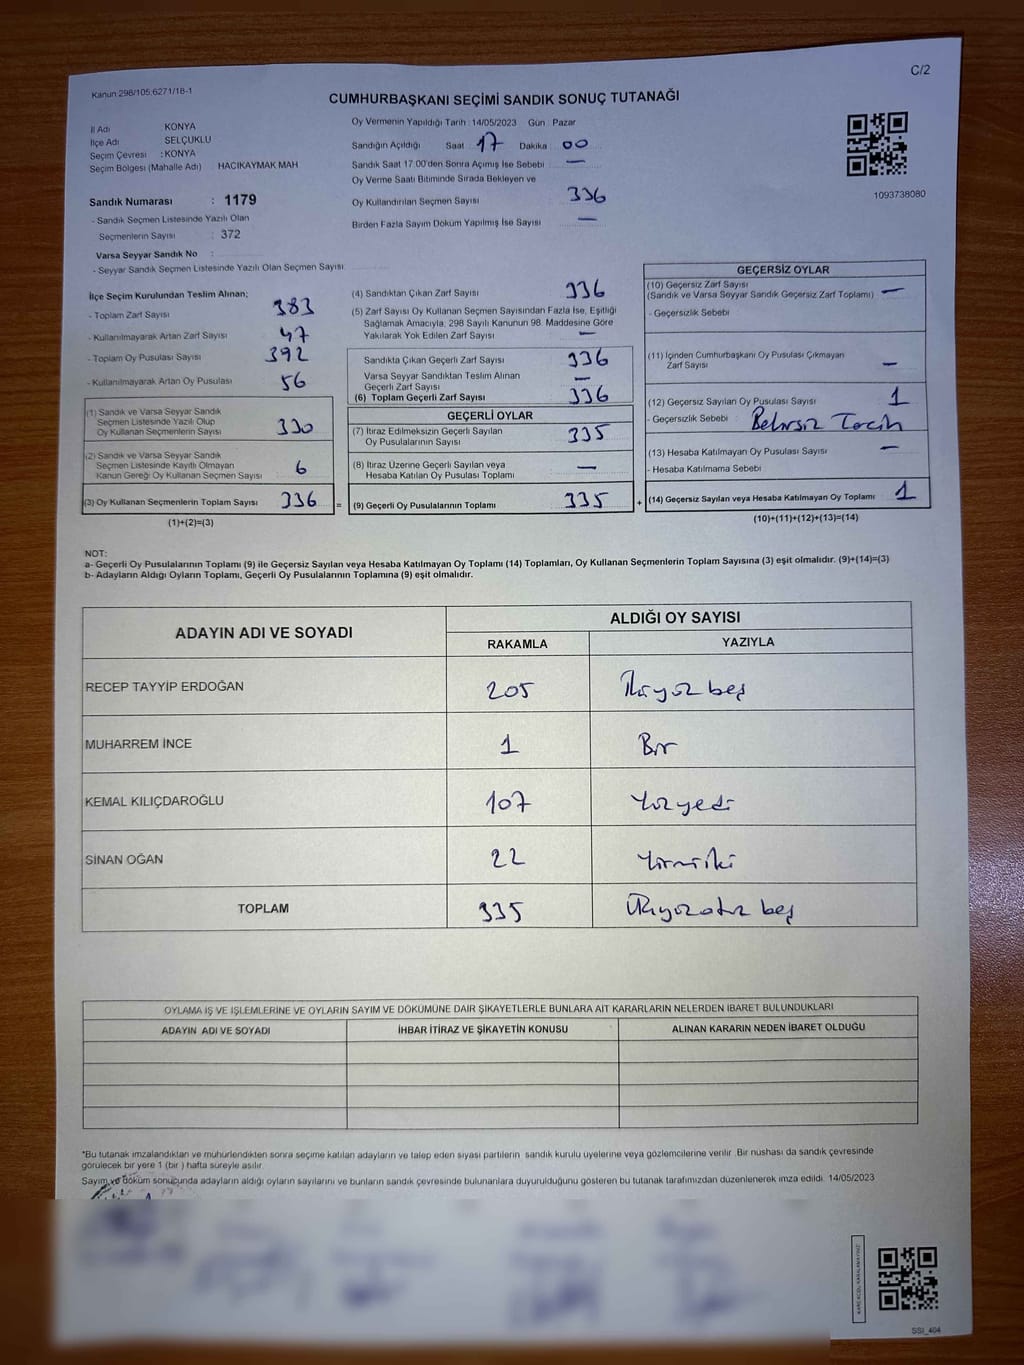 C/2
Kanun 298/105:6271/18-1
CUMHURBAŞKANI SEÇİMİ SANDIK SONUÇ TUTANAĞI
İl Adı KONYA
İlçe Adı SELÇUKLU
Seçim Çevresi : KONYA
Seçim Bölgesi (Mahalle Adı) : HACIKAYMAK MAH
Oy Vermenin Yapıldığı Tarih : 14/05/2023 Gün : Pazar
Sandığın Açıldığı Saat 17 Dakika 00
Sandık Saat 17:00'den Sonra Açımış İse Sebebi —
Oy Verme Saati Bitiminde Sırada Bekleyen ve
Oy Kullandırılan Seçmen Sayısı 336
Birden Fazla Sayım Döküm Yapılmış İse Sayısı —
1093738080
Sandık Numarası : 1179
- Sandık Seçmen Listesinde Yazılı Olan
Seçmenlerin Sayısı : 372
Varsa Seyyar Sandık No :
- Seyyar Sandık Seçmen Listesinde Yazılı Olan Seçmen Sayısı
İlçe Seçim Kurulundan Teslim Alınan;
- Toplam Zarf Sayısı 383
- Kullanılmayarak Artan Zarf Sayısı 47
- Toplam Oy Pusulası Sayısı 392
- Kullanılmayarak Artan Oy Pusulası 56
(1) Sandık ve Varsa Seyyar Sandık
Seçmen Listesinde Yazılı Olup
Oy Kullanan Seçmenlerin Sayısı 330
(2) Sandık ve Varsa Seyyar Sandık
Seçmen Listesinde Kayıtlı Olmayan
Kanun Gereği Oy Kullanan Seçmen Sayısı 6
(3) Oy Kullanan Seçmenlerin Toplam Sayısı 336 =
(1)+(2)=(3)
(4) Sandıktan Çıkan Zarf Sayısı 336
(5) Zarf Sayısı Oy Kullanan Seçmen Sayısından Fazla İse, Eşitliği
Sağlamak Amacıyla; 298 Sayılı Kanunun 98. Maddesine Göre
Yakılarak Yok Edilen Zarf Sayısı —
Sandıkta Çıkan Geçerli Zarf Sayısı 336
Varsa Seyyar Sandıktan Teslim Alınan
Geçerli Zarf Sayısı —
(6) Toplam Geçerli Zarf Sayısı 336
GEÇERLİ OYLAR
(7) İtiraz Edilmeksizin Geçerli Sayılan
Oy Pusulalarının Sayısı 335
(8) İtiraz Üzerine Geçerli Sayılan veya
Hesaba Katılan Oy Pusulası Toplamı —
(9) Geçerli Oy Pusulalarının Toplamı 335 +
GEÇERSİZ OYLAR
(10) Geçersiz Zarf Sayısı
(Sandık ve Varsa Seyyar Sandık Geçersiz Zarf Toplamı) —
- Geçersizlik Sebebi
(11) İçinden Cumhurbaşkanı Oy Pusulası Çıkmayan
Zarf Sayısı —
(12) Geçersiz Sayılan Oy Pusulası Sayısı 1
- Geçersizlik Sebebi Belirsiz Tercih
(13) Hesaba Katılmayan Oy Pusulası Sayısı —
- Hesaba Katılmama Sebebi
(14) Geçersiz Sayılan veya Hesaba Katılmayan Oy Toplamı 1
(10)+(11)+(12)+(13)=(14)
NOT:
a- Geçerli Oy Pusulalarının Toplamı (9) ile Geçersiz Sayılan veya Hesaba Katılmayan Oy Toplamı (14) Toplamları, Oy Kullanan Seçmenlerin Toplam Sayısına (3) eşit olmalıdır. (9)+(14)=(3)
b- Adayların Aldığı Oyların Toplamı, Geçerli Oy Pusulalarının Toplamına (9) eşit olmalıdır.
ADAYIN ADI VE SOYADI ALDIĞI OY SAYISI
RAKAMLA YAZIYLA
RECEP TAYYİP ERDOĞAN 205 İkiyüz beş
MUHARREM İNCE 1 Bir
KEMAL KILIÇDAROĞLU 107 Yüzyedi
SİNAN OĞAN 22 Yirmiiki
TOPLAM 335 Üçyüzotuz beş
OYLAMA İŞ VE İŞLEMLERİNE VE OYLARIN SAYIM VE DÖKÜMÜNE DAİR ŞİKAYETLERLE BUNLARA AİT KARARLARIN NELERDEN İBARET BULUNDUKLARI
ADAYIN ADI VE SOYADI İHBAR İTİRAZ VE ŞİKAYETİN KONUSU ALINAN KARARIN NEDEN İBARET OLDUĞU
*Bu tutanak imzalandıktan ve mühürlendikten sonra seçime katılan adayların ve talep eden siyasi partilerin sandık kurulu üyelerine veya gözlemcilerine verilir. Bir nushası da sandık çevresinde
görülecek bir yere 1 (bir ) hafta süreyle asılır.
Sayım ve döküm sonucunda adayların aldığı oyların sayılarını ve bunların sandık çevresinde bulunanlara duyurulduğunu gösteren bu tutanak tarafımızdan düzenlenerek imza edildi. 14/05/2023
SSİ_404